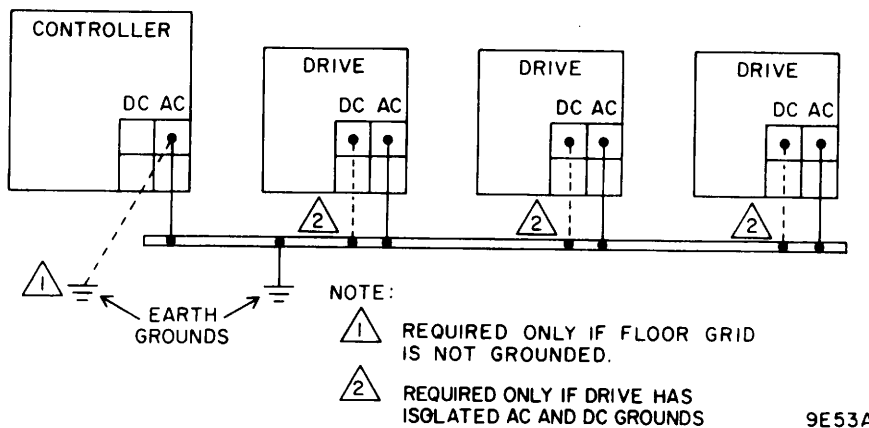 CONTROLLER
DC AC
DRIVE
DC AC
DRIVE
DC AC
DRIVE
DC AC
2
2
2
1
EARTH
GROUNDS
NOTE:
1 REQUIRED ONLY IF FLOOR GRID
IS NOT GROUNDED.
2 REQUIRED ONLY IF DRIVE HAS
ISOLATED AC AND DC GROUNDS
9E53A